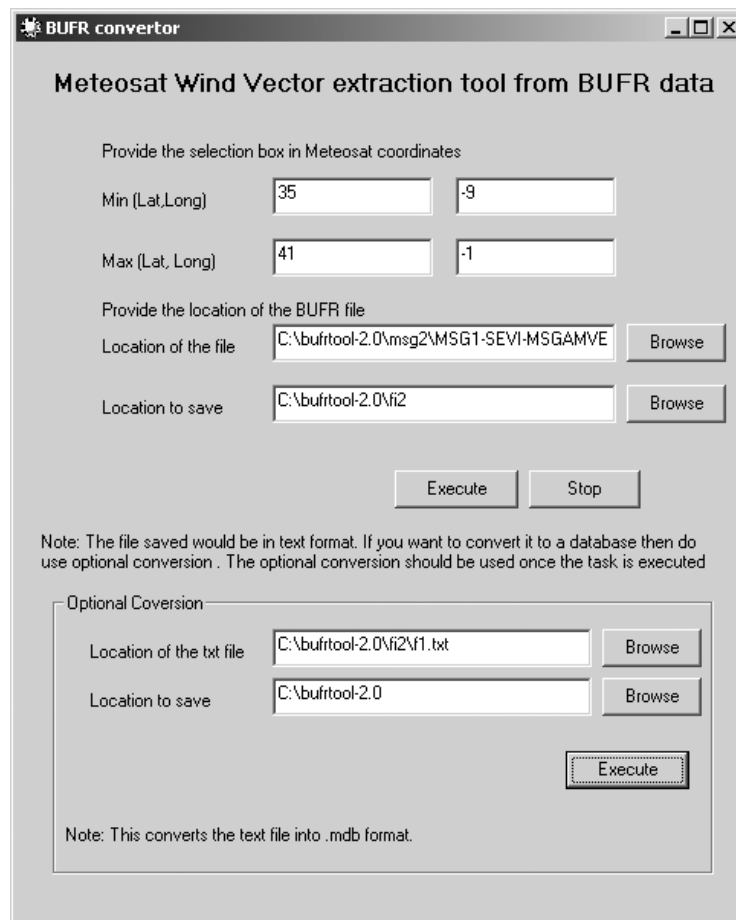 BUFR convertor
Meteosat Wind Vector extraction tool from BUFR data
Provide the selection box in Meteosat coordinates
Min (Lat,Long) 35 -9
Max (Lat, Long) 41 -1
Provide the location of the BUFR file
Location of the file C:\bufrtool-2.0\msg2\MSG1-SEVI-MSGAMVE Browse
Location to save C:\bufrtool-2.0\fi2 Browse
Execute Stop
Note: The file saved would be in text format. If you want to convert it to a database then do
use optional conversion . The optional conversion should be used once the task is executed
Optional Coversion
Location of the txt file C:\bufrtool-2.0\fi2\f1.txt Browse
Location to save C:\bufrtool-2.0 Browse
Execute
Note: This converts the text file into .mdb format.